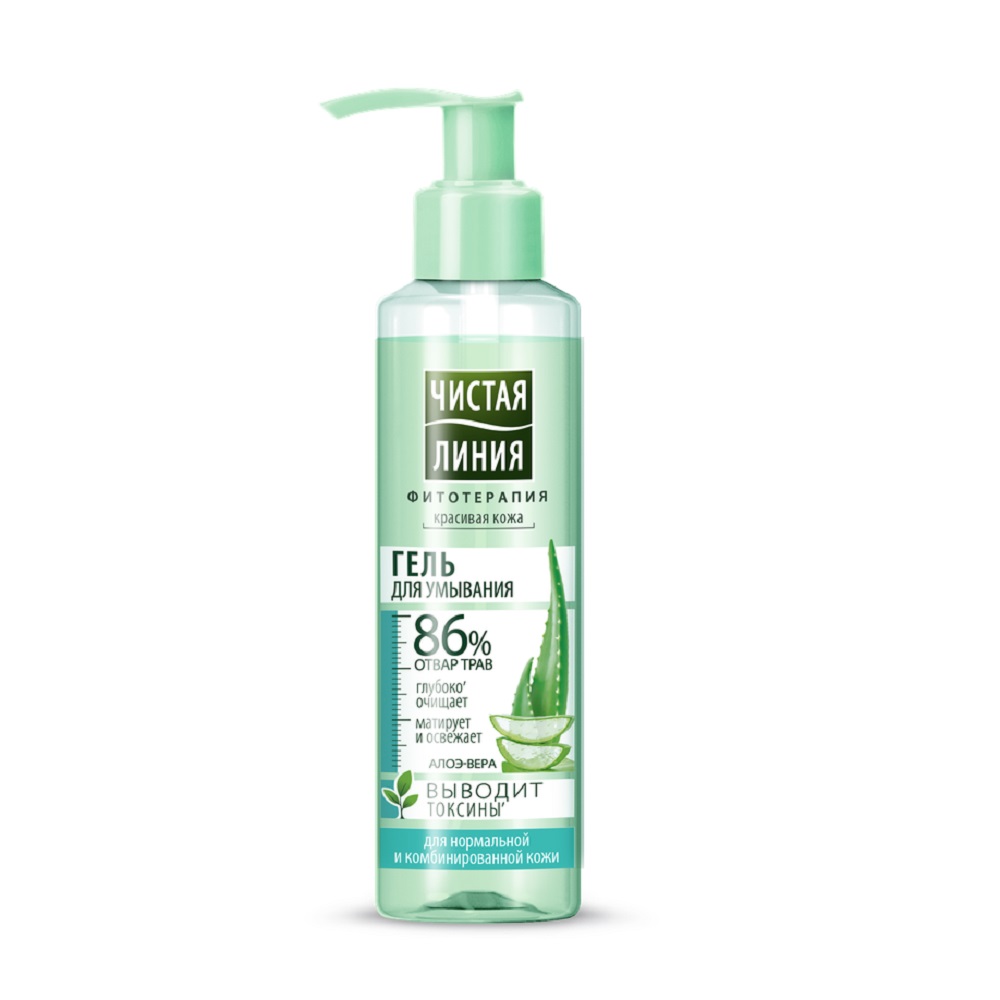 ЧИСТАЯ
ЛИНИЯ
ФИТОТЕРАПИЯ
красивая кожа
ГЕЛЬ
ДЛЯ УМЫВАНИЯ
86%
ОТВАР ТРАВ
глубоко'
очищает
матирует
и освежает
АЛОЭ-ВЕРА
ВЫВОДИТ
ТОКСИНЫ'
для нормальной
и комбинированной кожи